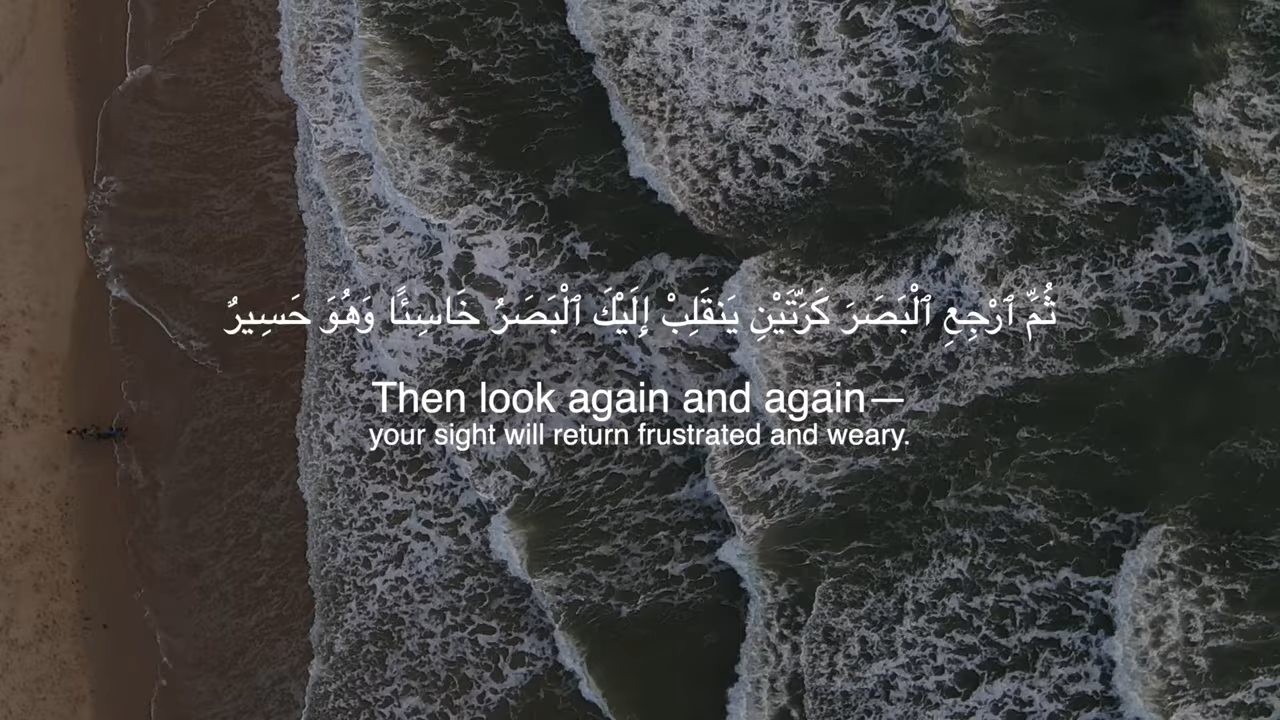 ثُمَّ ٱرْجِعِ ٱلْبَصَرَ كَرَّتَيْنِ يَنقَلِبْ إِلَيْكَ ٱلْبَصَرُ خَاسِئًا وَهُوَ حَسِيرٌ
Then look again and again—
your sight will return frustrated and weary.